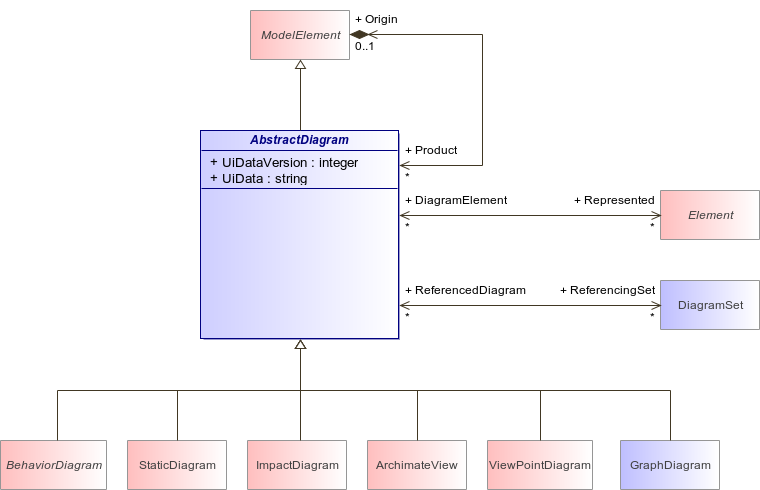 + Origin
ModelElement
0..1
AbstractDiagram
+ UiDataVersion : integer
+ UiData : string
+ Product
*
+ DiagramElement + Represented
* *
Element
+ ReferencedDiagram + ReferencingSet
* *
DiagramSet
BehaviorDiagram StaticDiagram ImpactDiagram ArchimateView ViewPointDiagram GraphDiagram